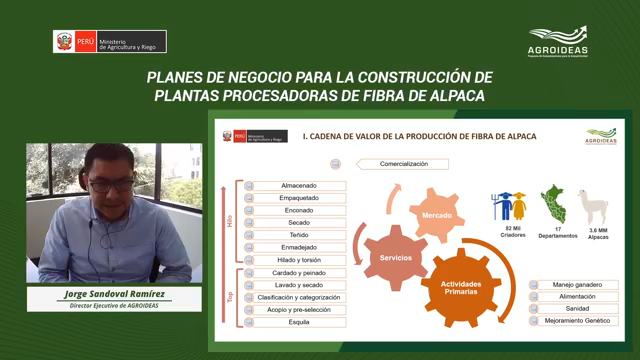 PERÚ
Ministerio
de Agricultura y Riego
AGROIDEAS
PLANES DE NEGOCIO PARA LA CONSTRUCCIÓN DE
PLANTAS PROCESADORAS DE FIBRA DE ALPACA
PERÚ
Ministerio
de Agricultura y Riego
I. CADENA DE VALOR DE LA PRODUCCIÓN DE FIBRA DE ALPACA
AGROIDEAS
Comercialización
Hilo
Almacenado
Empaquetado
Enconado
Secado
Teñido
Enmadejado
Hilado y torsión
Top
Cardado y peinado
Lavado y secado
Clasificación y categorización
Acopio y pre-selección
Esquila
Mercado
Servicios
Actividades
Primarias
82 Mil
Criadores
17
Departamentos
3.6 MM
Alpacas
Manejo ganadero
Alimentación
Sanidad
Mejoramiento Genético
Jorge Sandoval Ramírez
Director Ejecutivo de AGROIDEAS